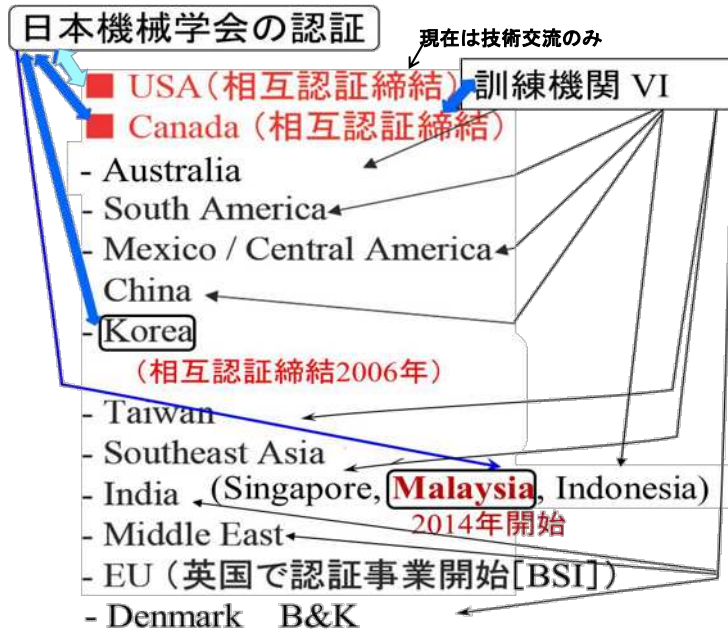 日本機械学会の認証
現在は技術交流のみ
■ USA(相互認証締結)
訓練機関 VI
■ Canada (相互認証締結)
- Australia
- South America
- Mexico / Central America
China
- Korea
(相互認証締結2006年)
- Taiwan
- Southeast Asia
(Singapore, Malaysia, Indonesia)
- India
2014年開始
- Middle East
- EU (英国で認証事業開始[BSI])
- Denmark B&K